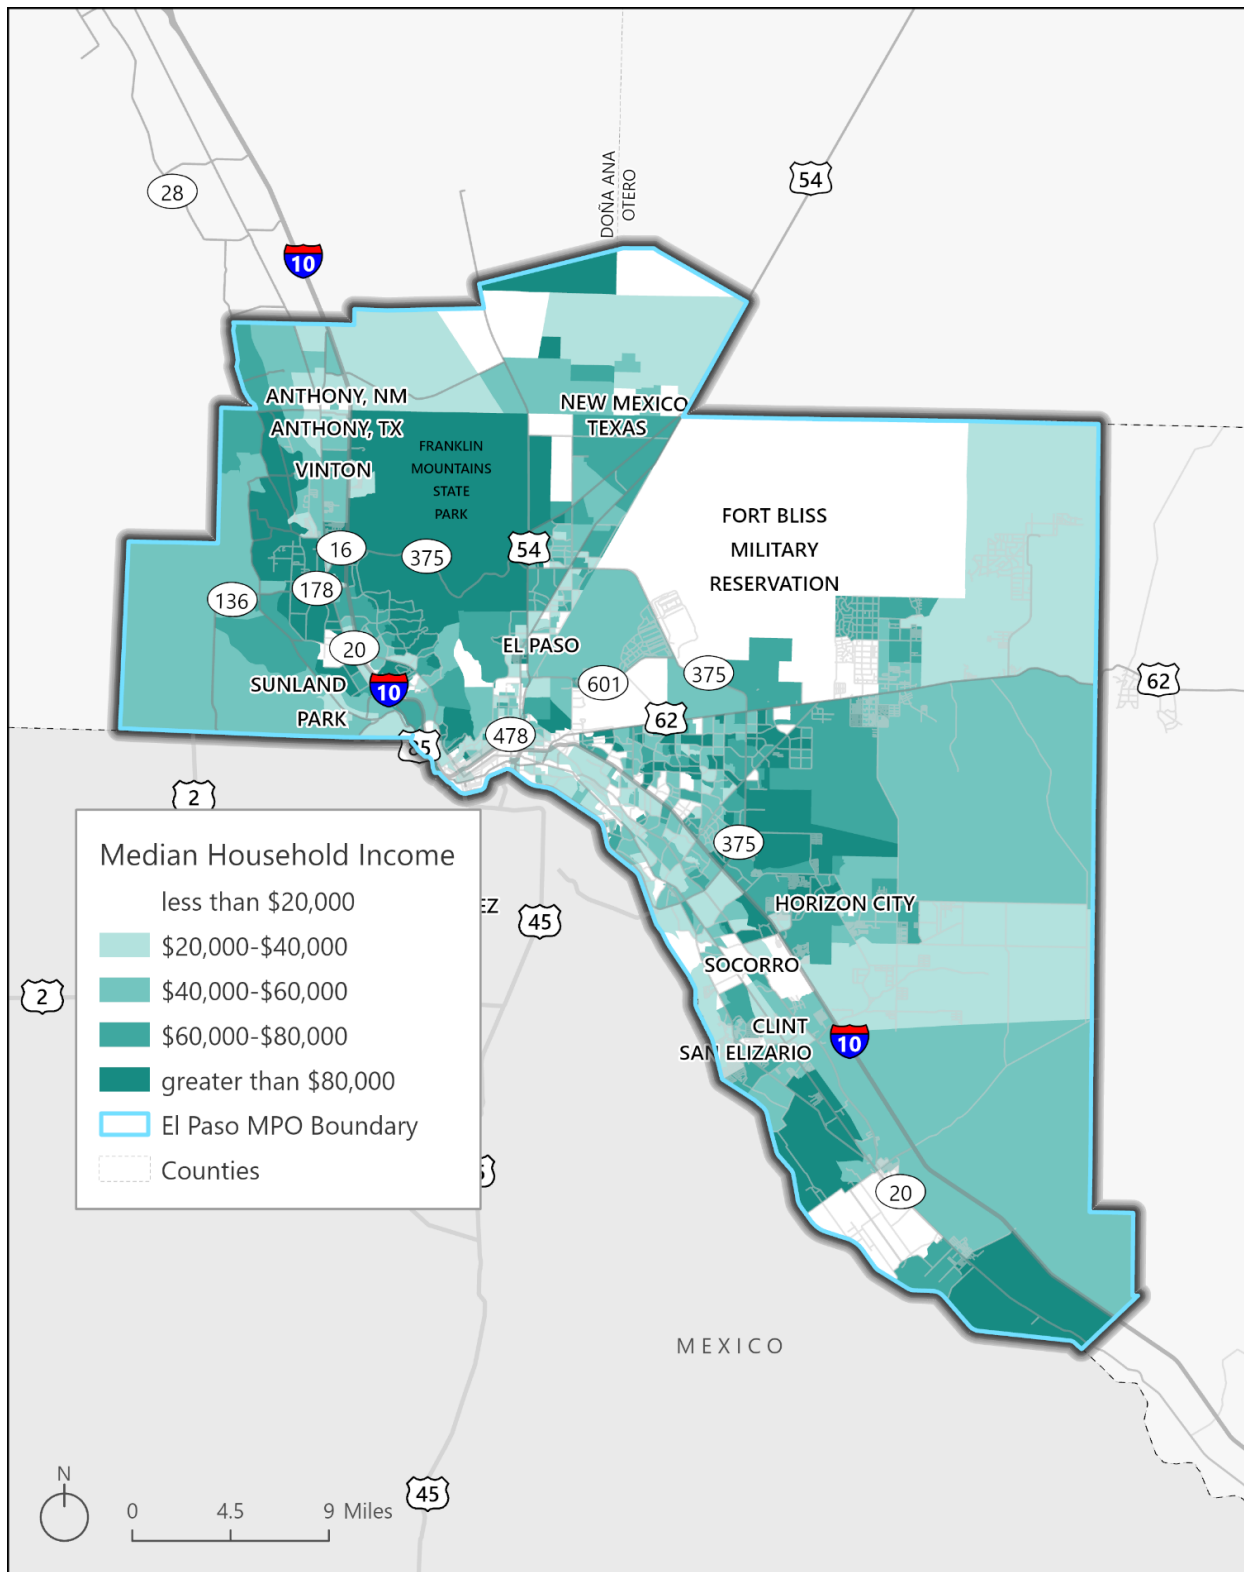 28
10
DOÑA ANA
OTERO
54
ANTHONY, NM
ANTHONY, TX
VINTON
NEW MEXICO
TEXAS
FRANKLIN
MOUNTAINS
STATE
PARK
FORT BLISS
MILITARY
RESERVATION
16
375
54
178
136
20
EL PASO
SUNLAND
PARK
10
601
375
62
62
478
85
2
375
Median Household Income
less than $20,000
$20,000-$40,000
$40,000-$60,000
$60,000-$80,000
greater than $80,000
El Paso MPO Boundary
Counties
EZ
45
2
HORIZON CITY
SOCORRO
CLINT
SAN ELIZARIO
10
20
MEXICO
N
0 4.5 9 Miles
45